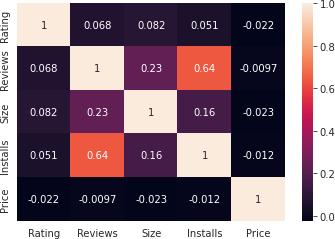 1.0
Rating 1 0.068 0.082 0.051 -0.022
0.8
Reviews 0.068 1 0.23 0.64 -0.0097
0.6
Size 0.082 0.23 1 0.16 -0.023
0.4
Installs 0.051 0.64 0.16 1 -0.012
0.2
Price -0.022 -0.0097 -0.023 -0.012 1
0.0
Rating Reviews Size Installs Price